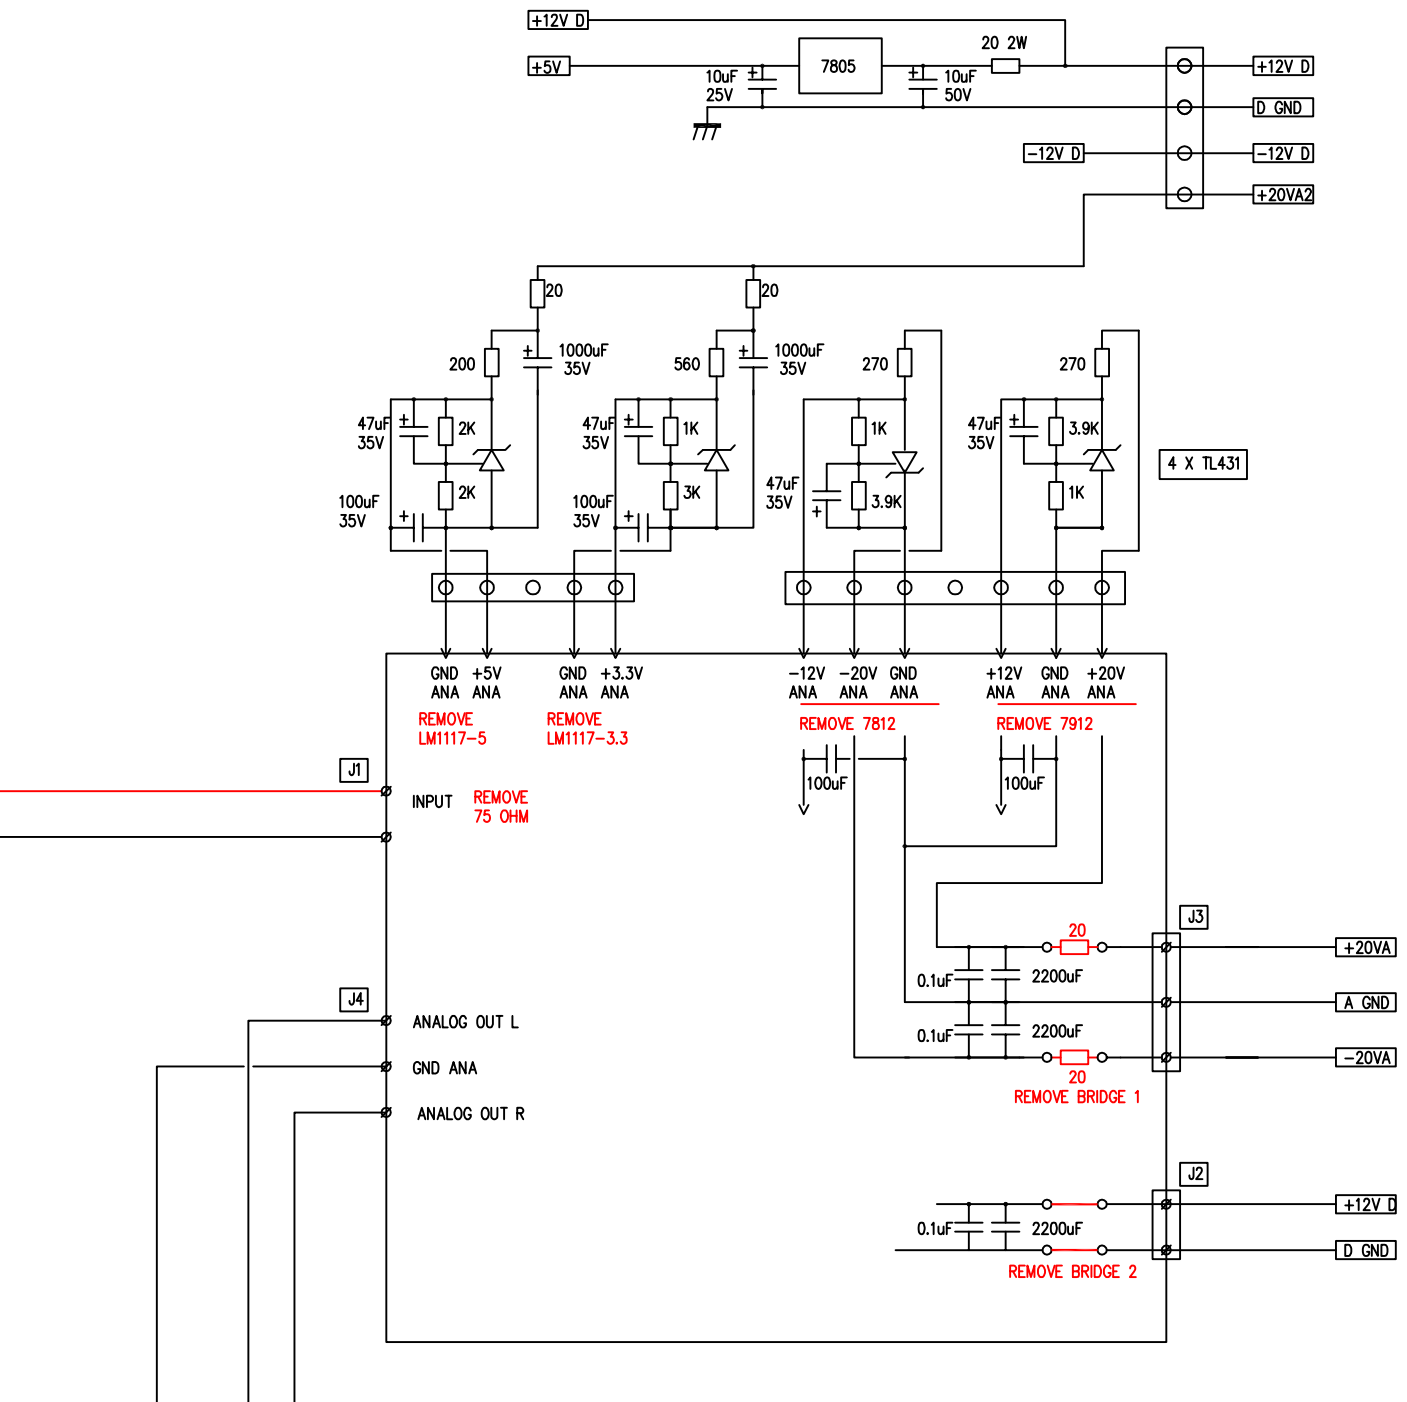 +12V D
20 2W
+5V
7805
+12V D
10uF
25V
10uF
50V
D GND
-12V D
-12V D
+20VA2
20
20
200
1000uF
35V
560
1000uF
35V
270
270
47uF
35V
2K
47uF
35V
1K
1K
47uF
35V
3.9K
4 X TL431
100uF
35V
2K
100uF
35V
3K
47uF
35V
3.9K
1K
GND
ANA
+5V
ANA
GND
ANA
+3.3V
ANA
-12V
ANA
-20V
ANA
GND
ANA
+12V
ANA
GND
ANA
+20V
ANA
REMOVE
LM1117-5
REMOVE
LM1117-3.3
REMOVE 7812
REMOVE 7912
J1
100uF
100uF
INPUT
REMOVE
75 OHM
J3
20
+20VA
0.1uF
2200uF
J4
A GND
ANALOG OUT L
0.1uF
2200uF
-20VA
GND ANA
20
REMOVE BRIDGE 1
ANALOG OUT R
J2
+12V D
0.1uF
2200uF
D GND
REMOVE BRIDGE 2